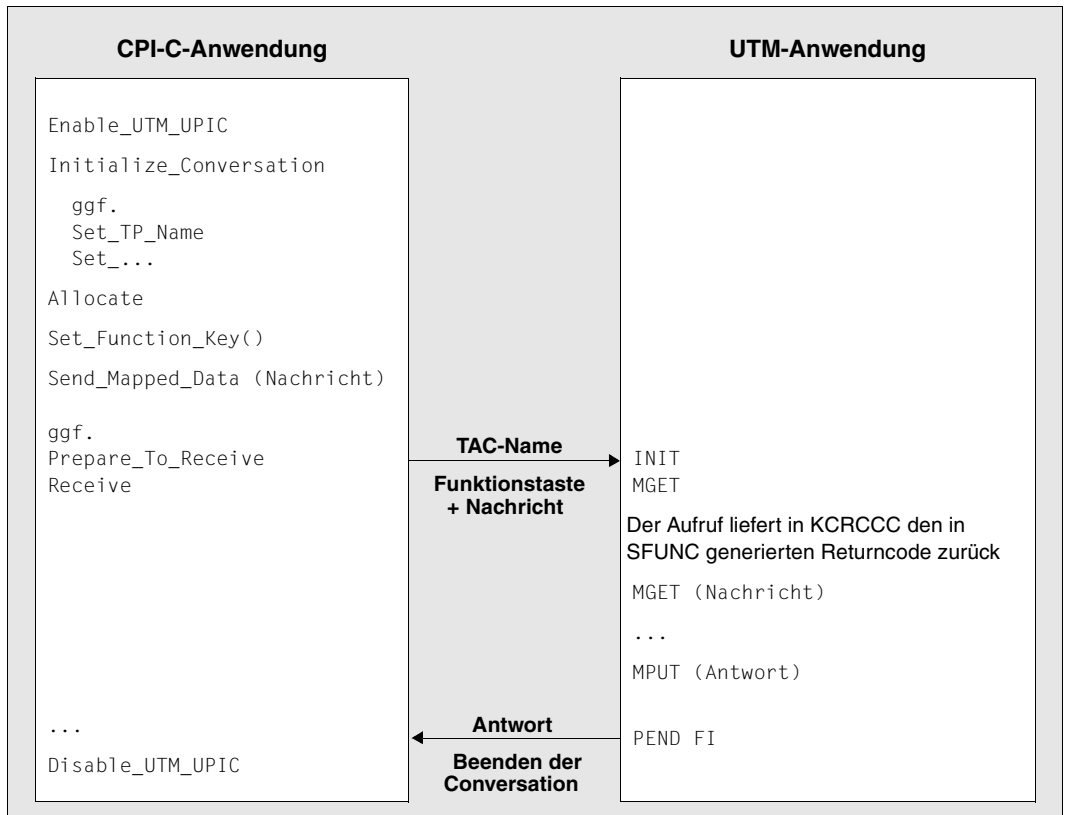 CPI-C-Anwendung
UTM-Anwendung
Enable_UTM_UPIC
Initialize_Conversation
ggf.
Set_TP_Name
Set_...
Allocate
Set_Function_Key()
Send_Mapped_Data (Nachricht)
ggf.
Prepare_To_Receive
Receive
...
Disable_UTM_UPIC
TAC-Name
Funktionstaste
+ Nachricht
Antwort
Beenden der
Conversation
INIT
MGET
Der Aufruf liefert in KCRCCC den in
SFUNC generierten Returncode zurück
MGET (Nachricht)
...
MPUT (Antwort)
PEND FI